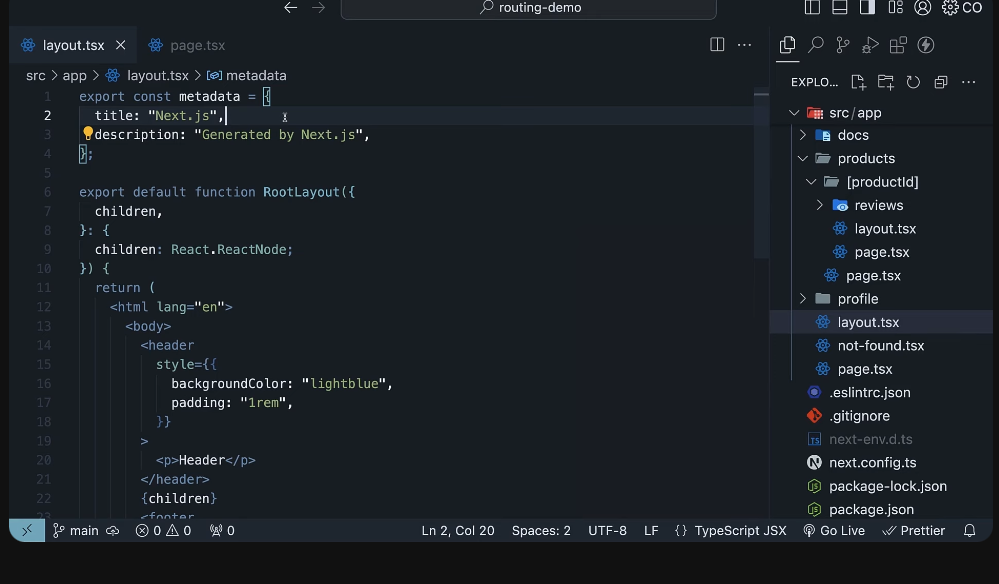 routing-demo
CO
layout.tsx
page.tsx
src > app > layout.tsx > metadata
1 export const metadata = {
2 title: "Next.js",
3 description: "Generated by Next.js",
4 };
5
6 export default function RootLayout({
7 children,
8 }: {
9 children: React.ReactNode;
10 }) {
11 return (
12 <html lang="en">
13 <body>
14 <header
15 style={{
16 backgroundColor: "lightblue",
17 padding: "1rem",
18 }}
19 >
20 <p>Header</p>
21 </header>
22 {children}
23 <footer
EXPLO...
src/app
docs
products
[productId]
reviews
layout.tsx
page.tsx
page.tsx
profile
layout.tsx
not-found.tsx
page.tsx
.eslintrc.json
.gitignore
next-env.d.ts
next.config.ts
package-lock.json
package.json
main 0 0 0 Ln 2, Col 20 Spaces: 2 UTF-8 LF {} TypeScript JSX Go Live Prettier